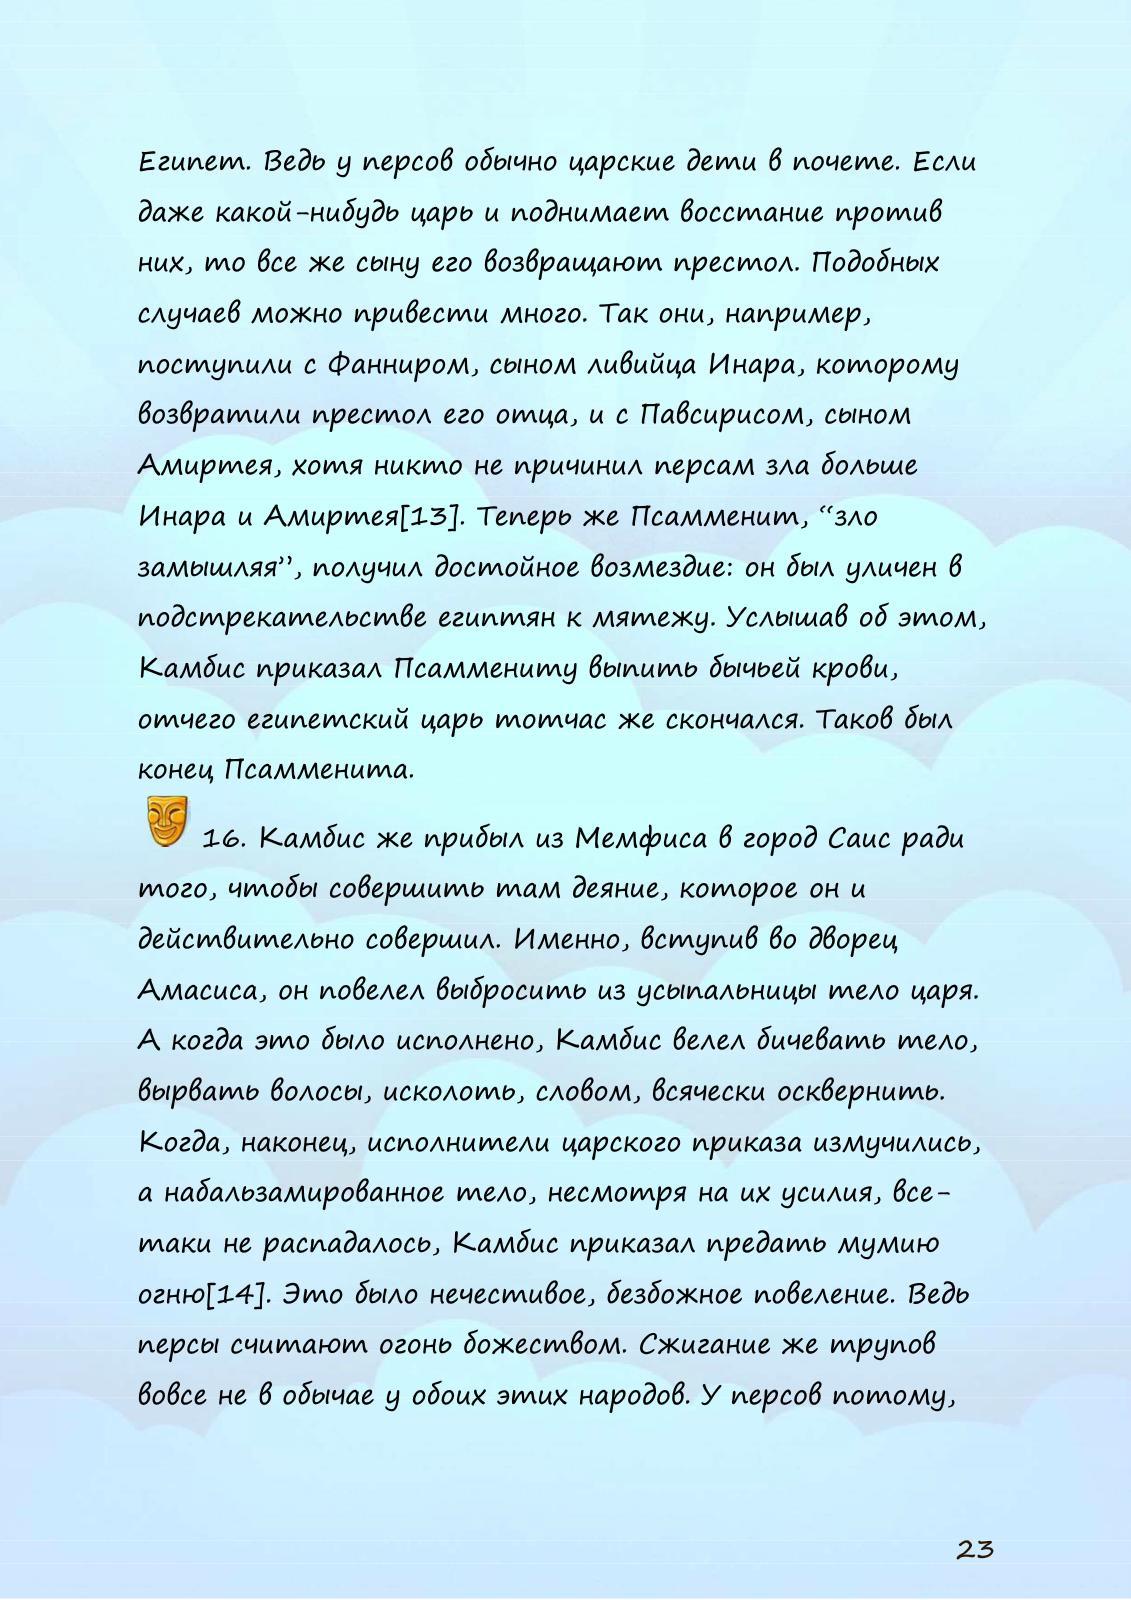 Египет. Ведь у персов обычно царские дети в почете. Если
даже какой-нибудь царь и поднимает восстание против
них, то все же сыну его возвращают престол. Подобных
случаев можно привести много. Так они, например,
поступили с Фанниром, сыном ливийца Инара, которому
возвратили престол его отца, и с Павсирисом, сыном
Амиртея, хотя никто не причинил персам зла больше
Инара и Амиртея[13]. Теперь же Псамменит, “зло
замышляя”, получил достойное возмездие: он был уличен в
подстрекательстве египтян к мятежу. Услышав об этом,
Камбис приказал Псаммениту выпить бычьей крови,
отчего египетский царь тотчас же скончался. Таков был
конец Псамменита.
16. Камбис же прибыл из Мемфиса в город Саис ради
того, чтобы совершить там деяние, которое он и
действительно совершил. Именно, вступив во дворец
Амасиса, он повелел выбросить из усыпальницы тело царя.
А когда это было исполнено, Камбис велел бичевать тело,
вырвать волосы, исколоть, словом, всячески осквернить.
Когда, наконец, исполнители царского приказа измучились,
а набальзамированное тело, несмотря на их усилия, все-
таки не распадалось, Камбис приказал предать мумию
огню[14]. Это было нечестивое, безбожное повеление. Ведь
персы считают огонь божеством. Сжигание же трупов
вовсе не в обычае у обоих этих народов. У персов потому,
23